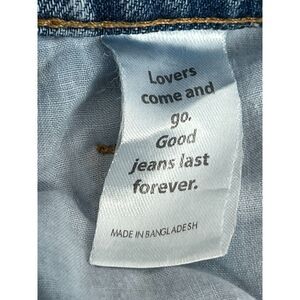 Lovers
come and
go.
Good
jeans last
forever.
MADE IN BANGLADESH